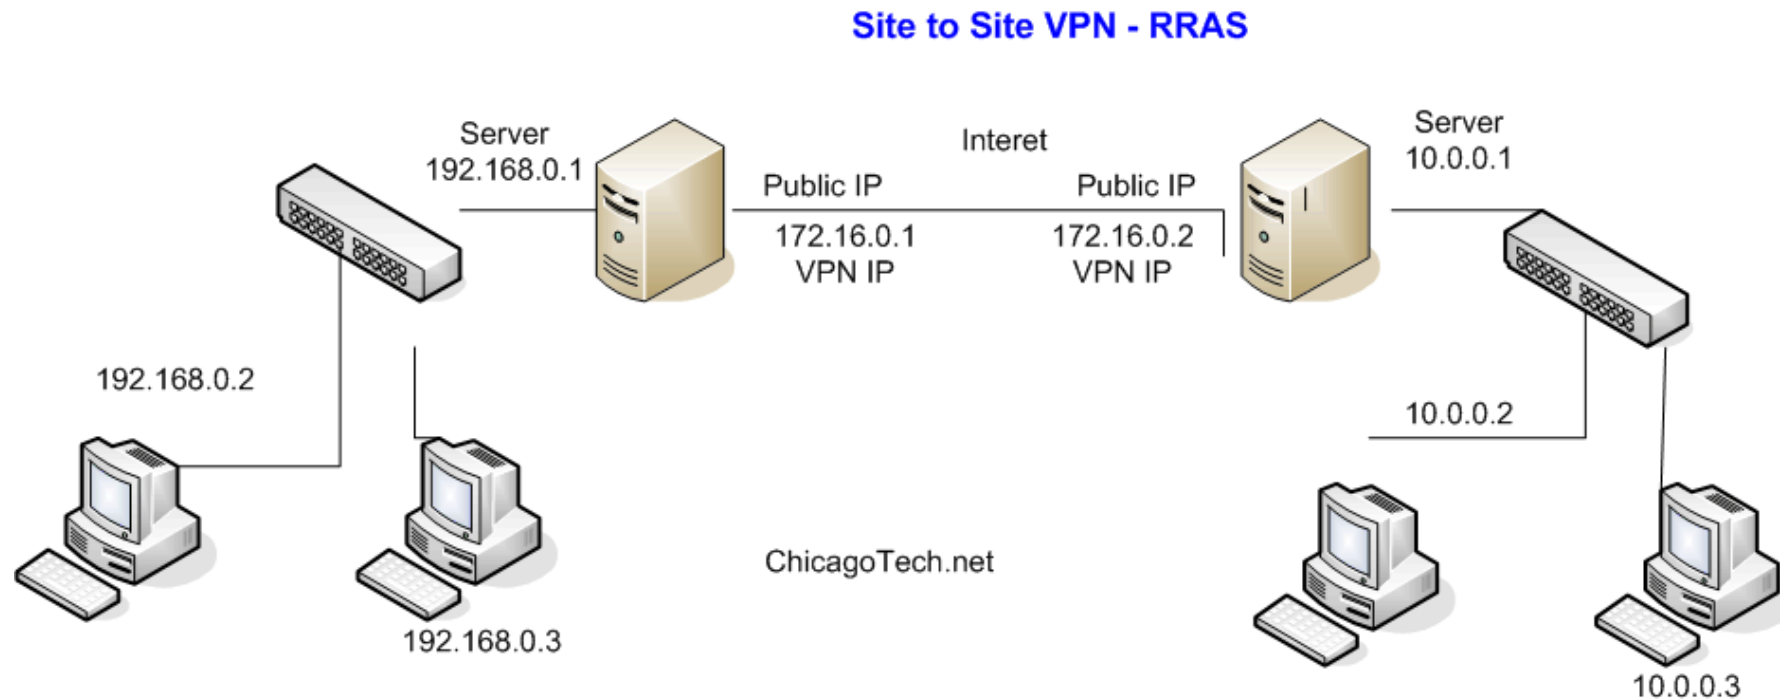 Site to Site VPN - RRAS
Server
192.168.0.1
Interet
Server
10.0.0.1
Public IP
172.16.0.1
VPN IP
Public IP
172.16.0.2
VPN IP
192.168.0.2
10.0.0.2
ChicagoTech.net
192.168.0.3
10.0.0.3